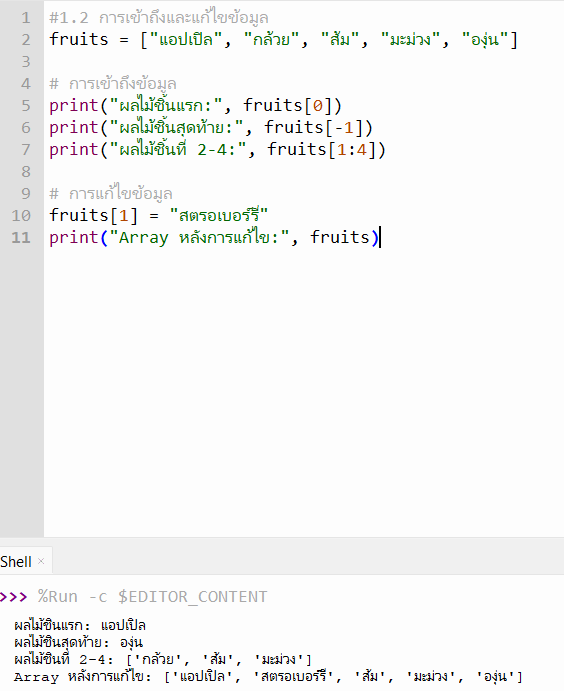 1 #1.2 การเข้าถึงและแก้ไขข้อมูล
2 fruits = ["แอปเปิล", "กล้วย", "ส้ม", "มะม่วง", "องุ่น"]
3
4 # การเข้าถึงข้อมูล
5 print("ผลไม้ชิ้นแรก:", fruits[0])
6 print("ผลไม้ชิ้นสุดท้าย:", fruits[-1])
7 print("ผลไม้ชิ้นที่ 2-4:", fruits[1:4])
8
9 # การแก้ไขข้อมูล
10 fruits[1] = "สตรอเบอร์รี่"
11 print("Array หลังการแก้ไข:", fruits)
Shell ×
>>> %Run -c $EDITOR_CONTENT
ผลไม้ชิ้นแรก: แอปเปิล
ผลไม้ชิ้นสุดท้าย: องุ่น
ผลไม้ชิ้นที่ 2-4: ['กล้วย', 'ส้ม', 'มะม่วง']
Array หลังการแก้ไข: ['แอปเปิล', 'สตรอเบอร์รี่', 'ส้ม', 'มะม่วง', 'องุ่น']